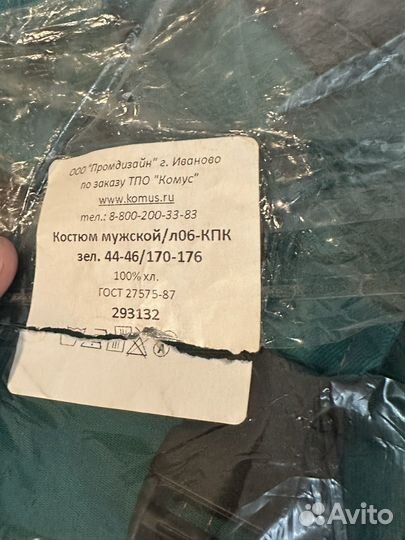 ООО "Промдизайн" г. Иваново
по заказу ТПО "Комус"
www.komus.ru
тел.: 8-800-200-33-83
Костюм мужской/л06-КПК
зел. 44-46/170-176
100% хл.
ГОСТ 27575-87
293132
Avito